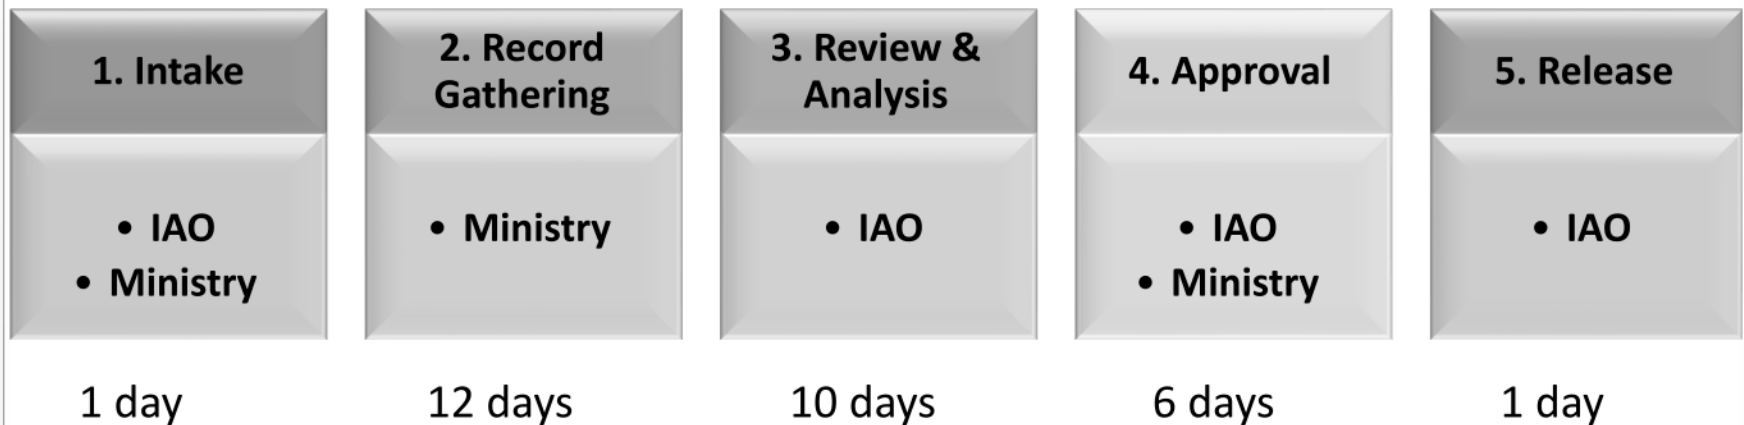 1. Intake
• IAO
• Ministry
1 day
2. Record
Gathering
• Ministry
12 days
3. Review &
Analysis
• IAO
10 days
4. Approval
• IAO
• Ministry
6 days
5. Release
• IAO
1 day